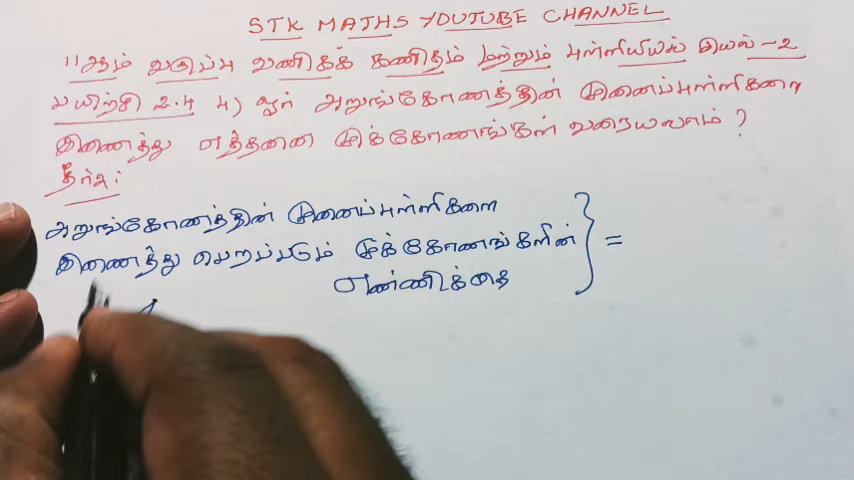 STK MATHS YOUTUBE CHANNEL
11ஆம் வகுப்பு வணிகக் கணிதம் மற்றும் புள்ளியியல் இயல் - 2
பயிற்சி 2.4 4) ஓர் அறுங்கோணத்தின் முனைப்புள்ளிகளை
இணைத்து எத்தனை முக்கோணங்கள் வரையலாம் ?
தீர்வு :
அறுங்கோணத்தின் முனைப்புள்ளிகளை
இணைத்து பெறப்படும் முக்கோணங்களின் } =
எண்ணிக்கை